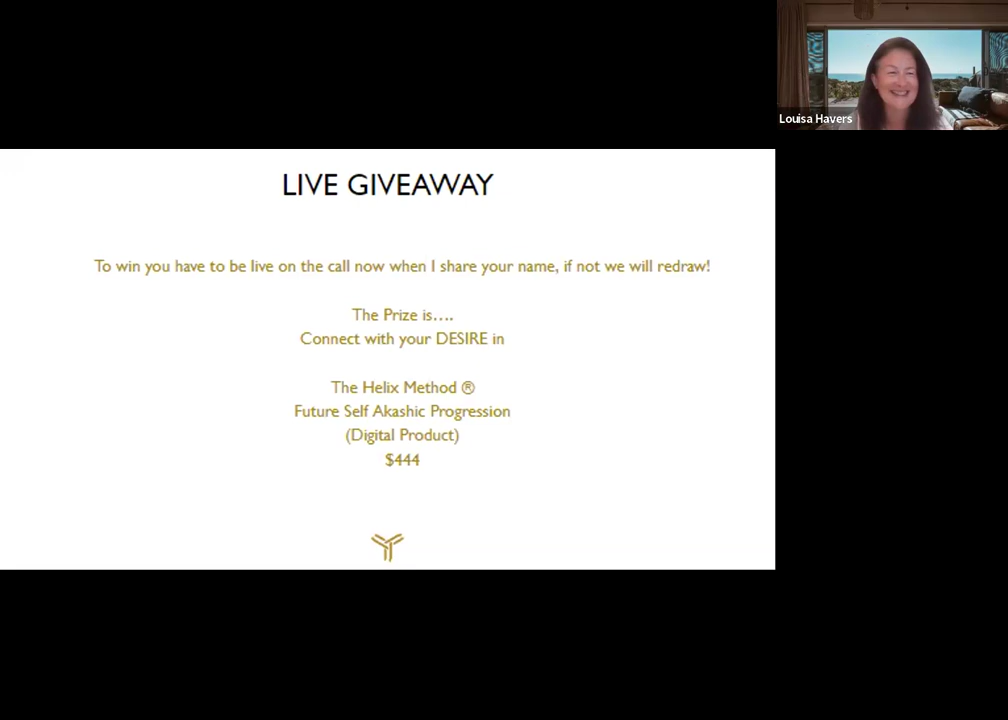 Louisa Havers
LIVE GIVEAWAY
To win you have to be live on the call now when I share your name, if not we will redraw!
The Prize is....
Connect with your DESIRE in
The Helix Method ®
Future Self Akashic Progression
(Digital Product)
$444